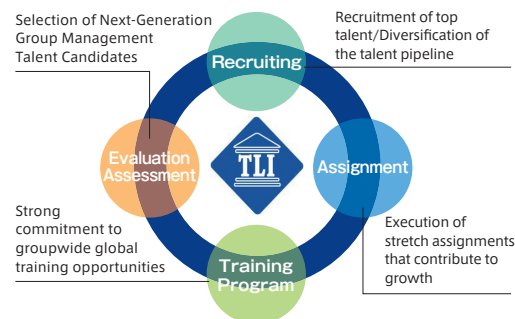 Selection of Next-Generation
Group Management
Talent Candidates
Recruitment of top
talent/Diversification of
the talent pipeline
Recruiting
Evaluation
Assessment
TLI
Assignment
Strong
commitment to
groupwide global
training opportunities
Training
Program
Execution of
stretch assignments
that contribute to
growth